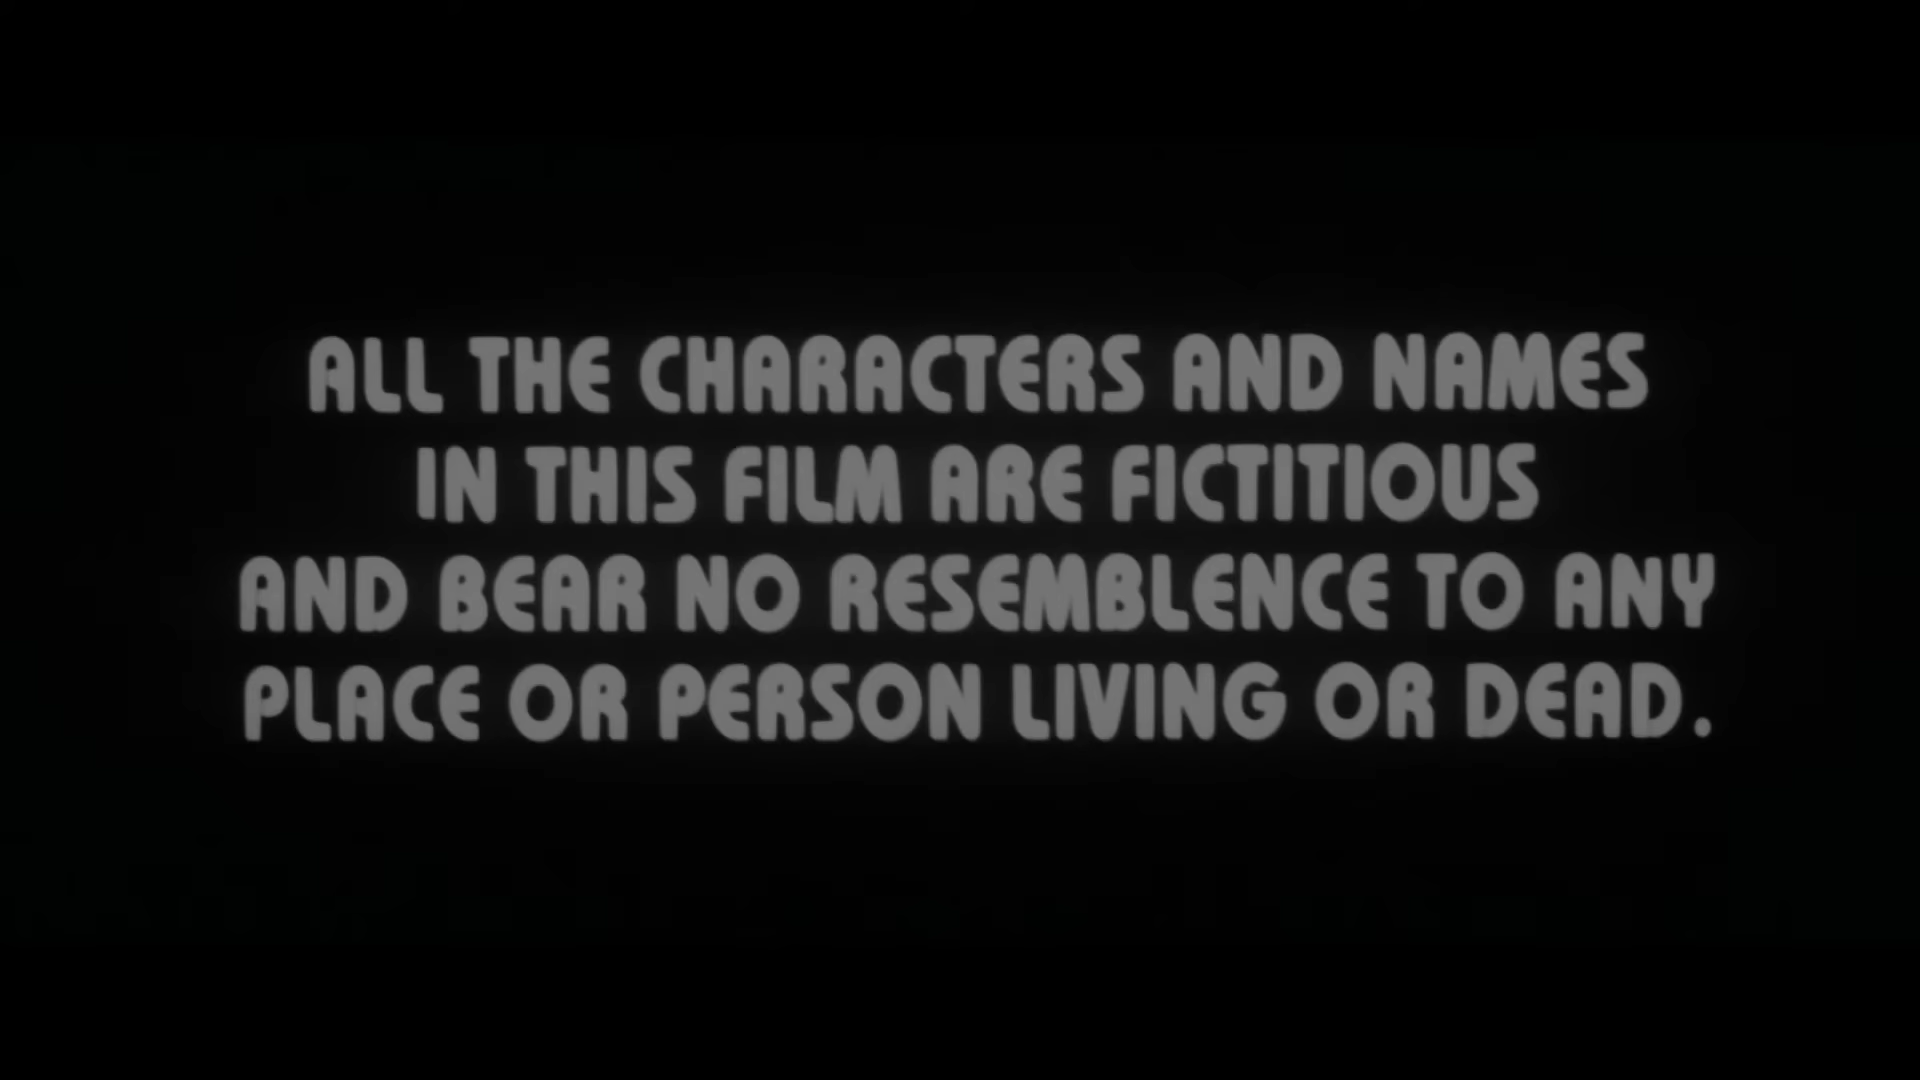 ALL THE CHARACTERS AND NAMES
IN THIS FILM ARE FICTITIOUS
AND BEAR NO RESEMBLENCE TO ANY
PLACE OR PERSON LIVING OR DEAD.